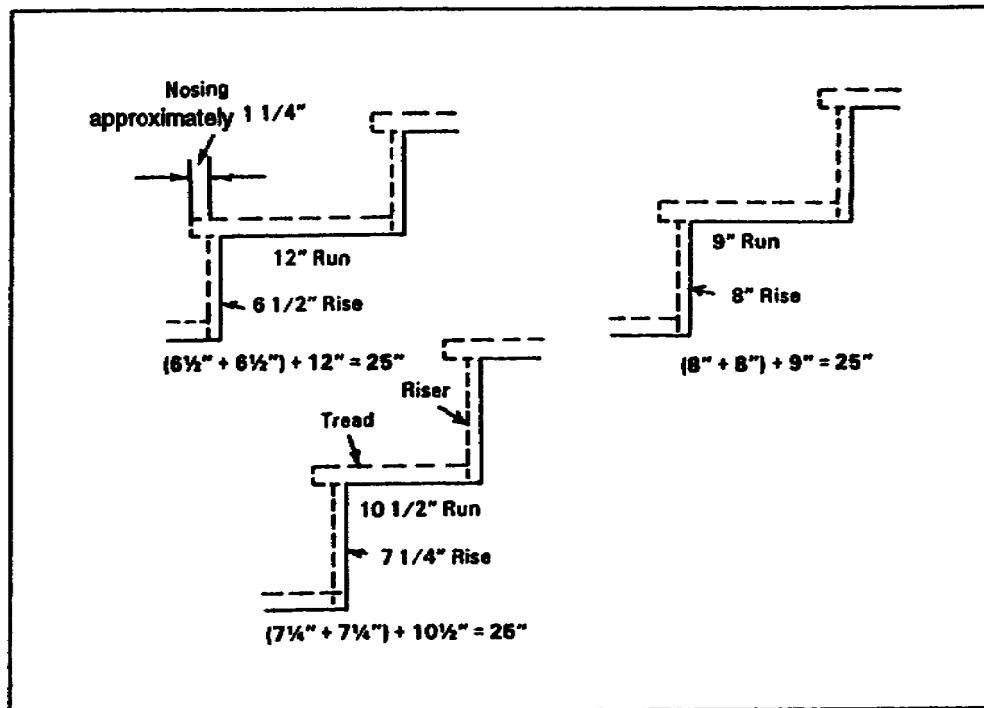 Nosing
approximately 1 1/4"
12" Run
6 1/2" Rise
(6½" + 6½") + 12" = 25"
9" Run
8" Rise
(8" + 8") + 9" = 25"
Riser
Tread
10 1/2" Run
7 1/4" Rise
(7¼" + 7¼") + 10½" = 25"